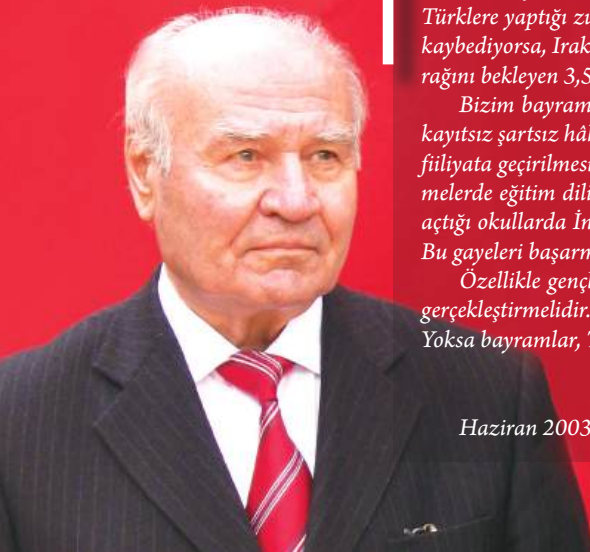 Türklere yaptığı zu
kaybediyorsa, Irak
rağını bekleyen 3,5
Bizim bayram
kayıtsız şartsız hâl
fiiliyata geçirilmesi
melerde eğitim dili
açtığı okullarda İn
Bu gayeleri başarm
Özellikle gençl
gerçekleştirmelidir.
Yoksa bayramlar, T
Haziran 2003